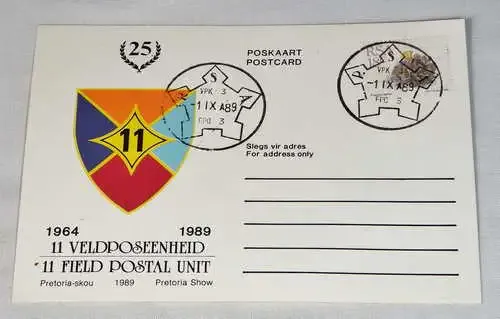 25
POSKAART
POSTCARD
P S A
VPK 3
-1 IX A89
FPO 3
S A
VPK
-1 IX A89
FPO 3
RSA
11
Slegs vir adres
For address only
1964 1989
11 VELDPOSEENHEID
11 FIELD POSTAL UNIT
Pretoria-skou 1989 Pretoria Show